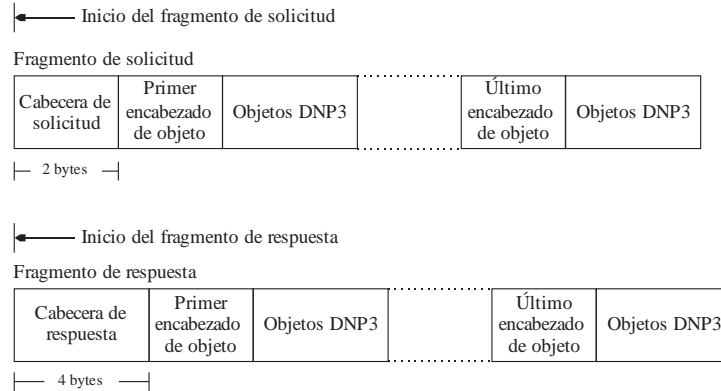 Inicio del fragmento de solicitud
Fragmento de solicitud
Cabecera de
solicitud
Primer
encabezado
de objeto
Objetos DNP3
Último
encabezado
de objeto
Objetos DNP3
2 bytes
Inicio del fragmento de respuesta
Fragmento de respuesta
Cabecera de
respuesta
Primer
encabezado
de objeto
Objetos DNP3
Último
encabezado
de objeto
Objetos DNP3
4 bytes